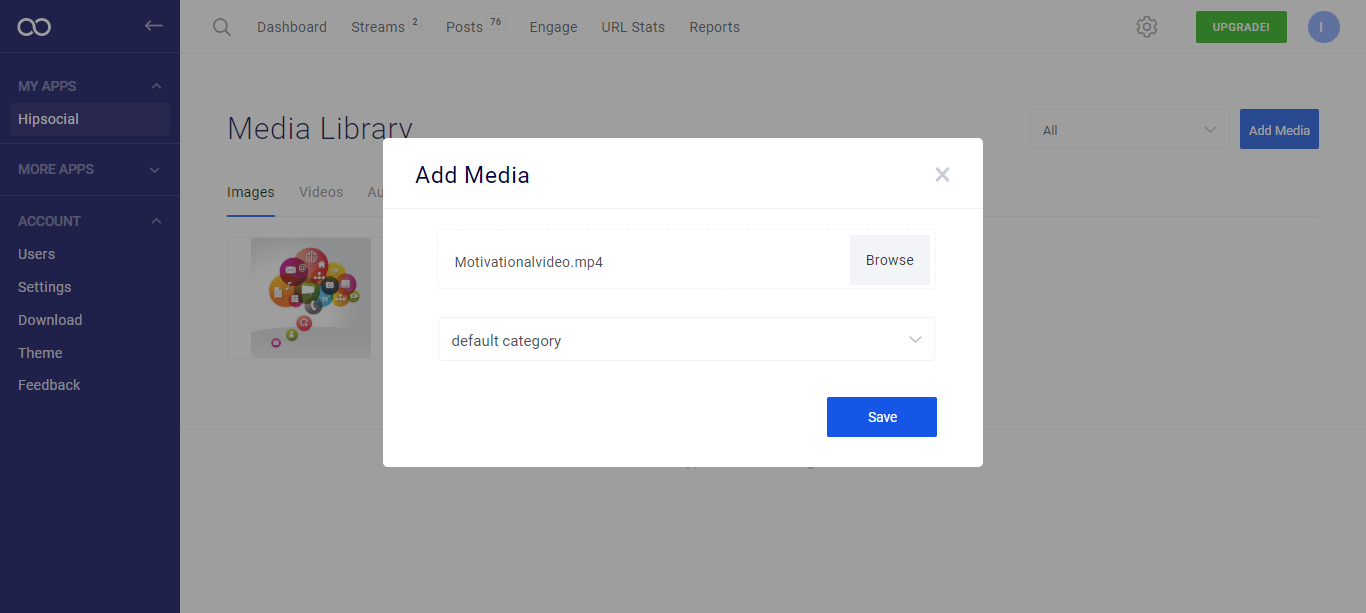 Dashboard Streams 2 Posts 76 Engage URL Stats Reports UPGRADE! I
MY APPS
Hipsocial
MORE APPS
ACCOUNT
Users
Settings
Download
Theme
Feedback
Media Library
All
Add Media
Images Videos Au
Add Media
Motivationalvideo.mp4
Browse
default category
Save